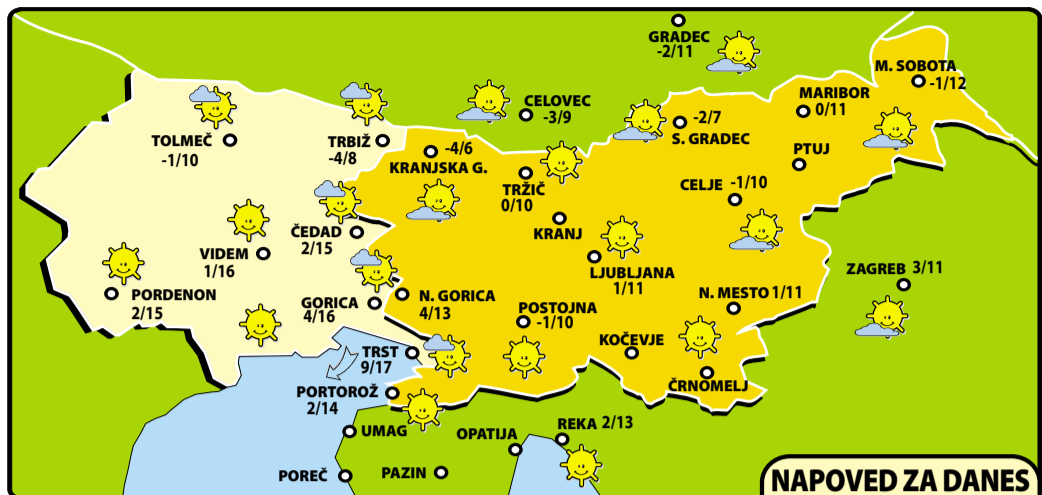 GRADEC
-2/11
M. SOBOTA
-1/12
MARIBOR
0/11
CELOVEC
-3/9
-2/7
S. GRADEC
TOLMEČ
-1/10
TRBIŽ
-4/8
-4/6
KRANJSKA G.
PTUJ
TRŽIČ
0/10
CELJE -1/10
KRANJ
ČEDAD
2/15
VIDEM
1/16
LJUBLJANA
1/11
ZAGREB 3/11
PORDENON
2/15
GORICA
4/16
N. GORICA
4/13
N. MESTO 1/11
POSTOJNA
-1/10
KOČEVJE
TRST
9/17
ČRNOMELJ
PORTOROŽ
2/14
UMAG
OPATIJA
REKA 2/13
POREČ
PAZIN
NAPOVED ZA DANES